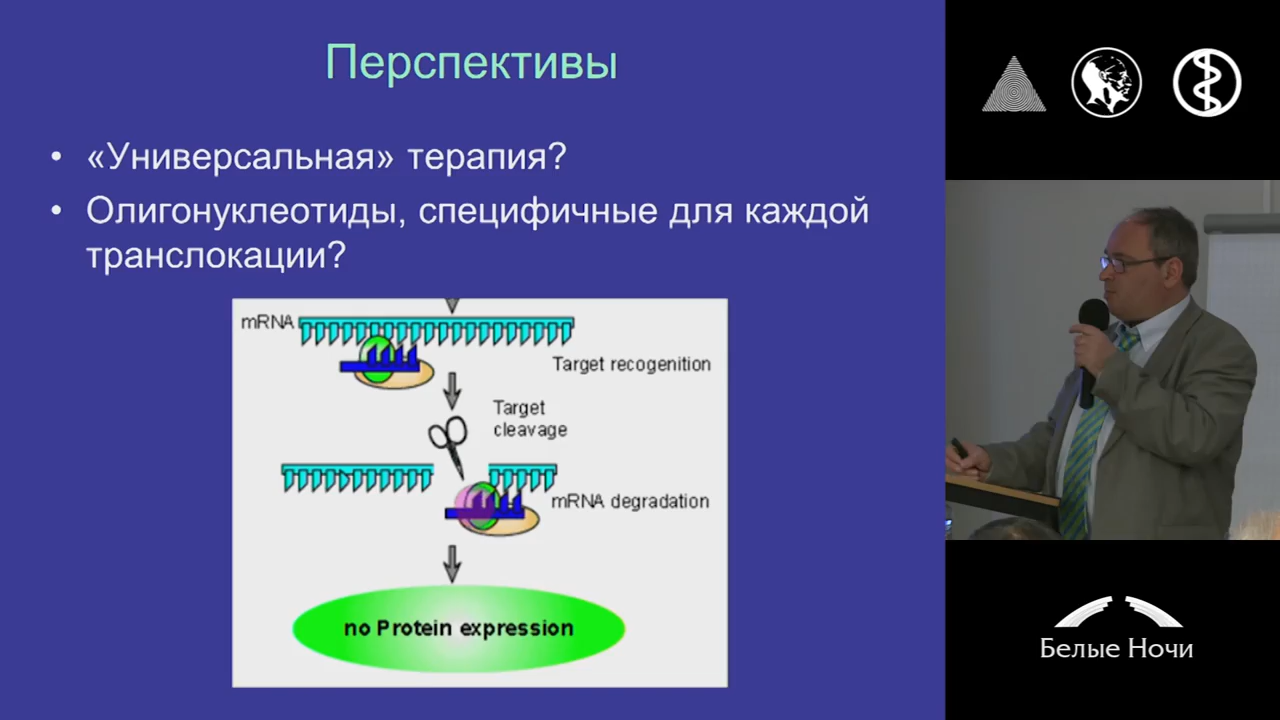 Перспективы
• «Универсальная» терапия?
• Олигонуклеотиды, специфичные для каждой
транслокации?
mRNA
Target recogenition
Target
cleavage
mRNA degradation
no Protein expression
Белые Ночи